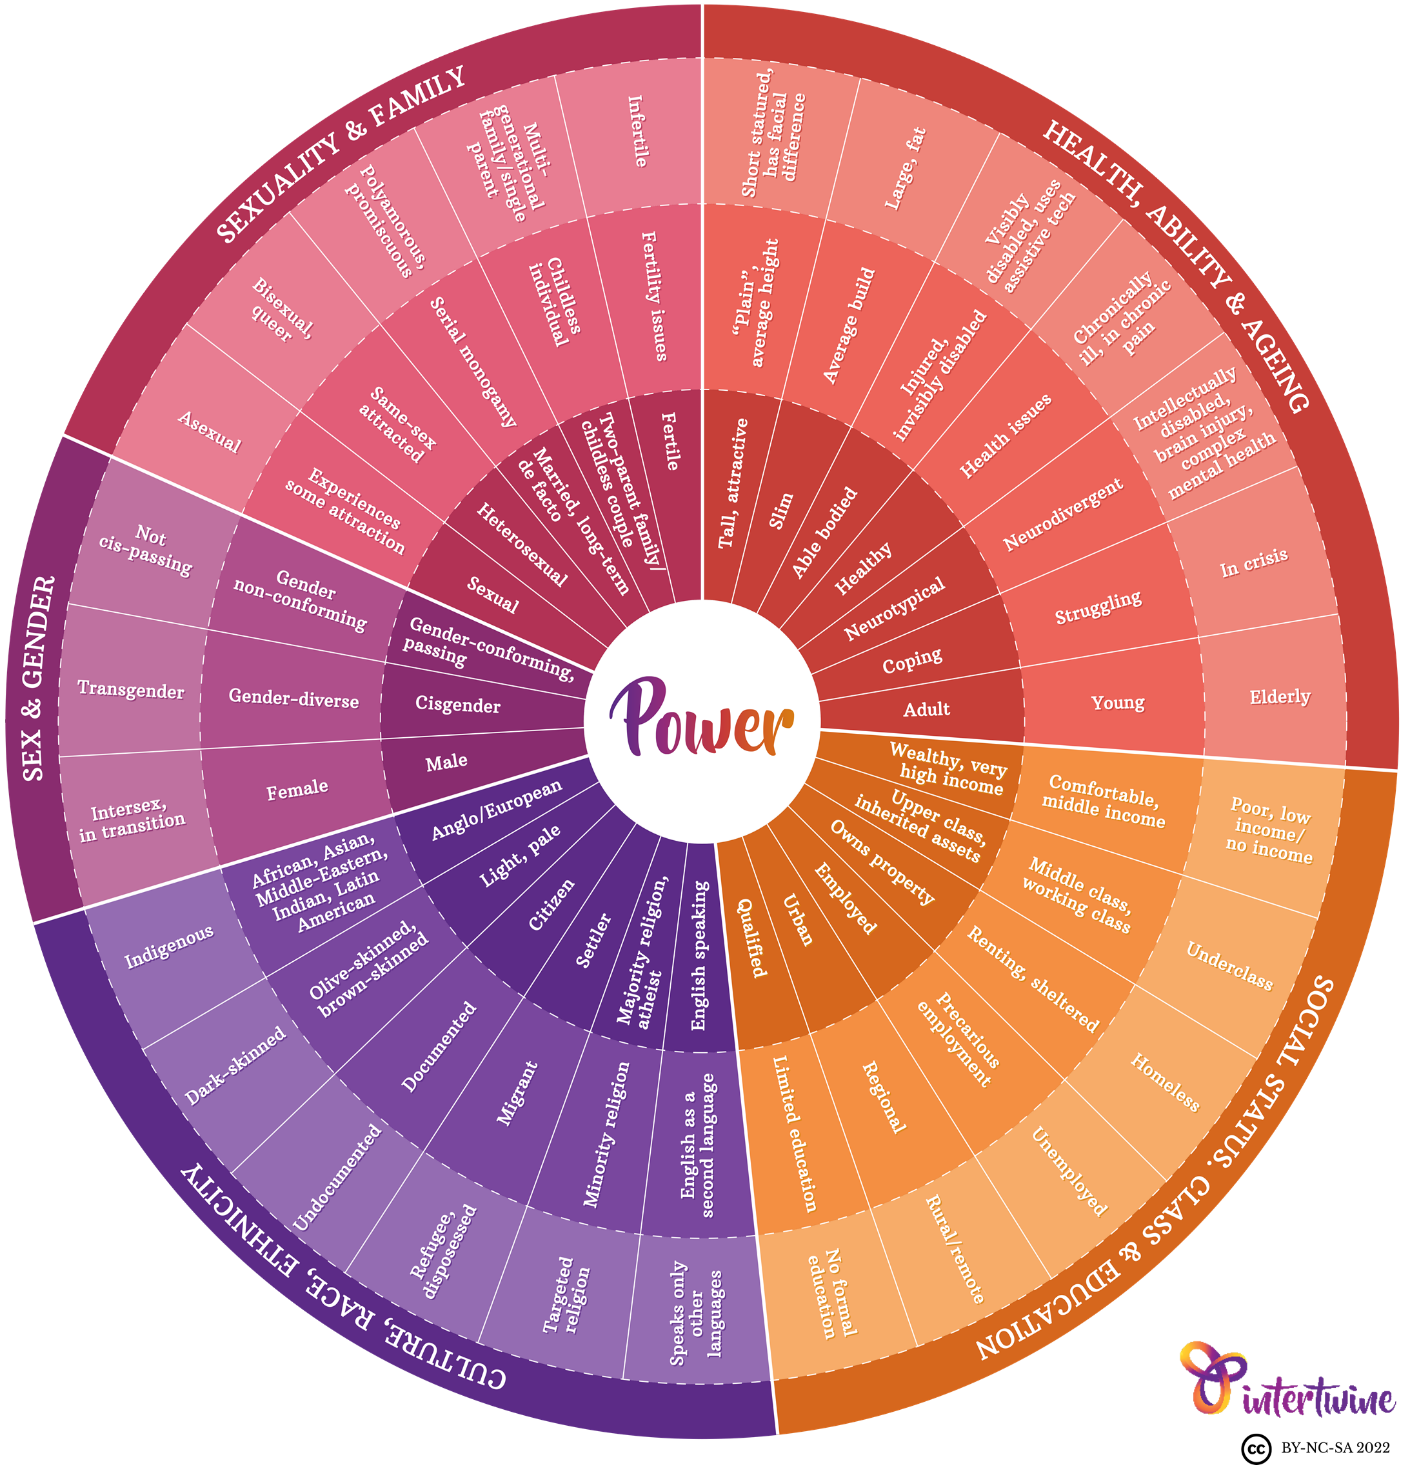 Power
HEALTH, ABILITY & AGEING
Short statured,
has facial
difference
Large, fat
Visibly
disabled, uses
assistive tech
Chronically
ill, in chronic
pain
Intellectually
disabled,
brain injury,
complex
mental health
In crisis
Elderly
“Plain”,
average height
Average build
Injured,
invisibly disabled
Health issues
Neurodivergent
Struggling
Young
Tall, attractive
Slim
Able bodied
Healthy
Neurotypical
Coping
Adult
SOCIAL STATUS. CLASS & EDUCATION
Wealthy, very
high income
Upper class,
inherited assets
Owns property
Employed
Urban
Qualified
Comfortable,
middle income
Middle class,
working class
Renting, sheltered
Precarious
employment
Regional
Limited education
Poor, low
income/
no income
Underclass
Homeless
Unemployed
Rural/remote
No formal
education
CULTURE, RACE, ETHNICITY
English speaking
Majority religion,
atheist
Settler
Citizen
Light, pale
Anglo/European
English as a
second language
Minority religion
Migrant
Documented
Olive-skinned,
brown-skinned
African, Asian,
Middle-Eastern,
Indian, Latin
American
Speaks only
other
languages
Targeted
religion
Refugee,
disposessed
Undocumented
Dark-skinned
Indigenous
SEX & GENDER
Male
Cisgender
Gender-conforming,
passing
Female
Gender-diverse
Gender
non-conforming
Intersex,
in transition
Transgender
Not
cis-passing
SEXUALITY & FAMILY
Sexual
Heterosexual
Married, long-term
de facto
Two-parent family/
childless couple
Fertile
Experiences
some attraction
Same-sex
attracted
Serial monogamy
Childless
individual
Fertility issues
Asexual
Bisexual,
queer
Polyamorous,
promiscuous
Multi-
generational
family/single
parent
Infertile
intertwine
cc BY-NC-SA 2022